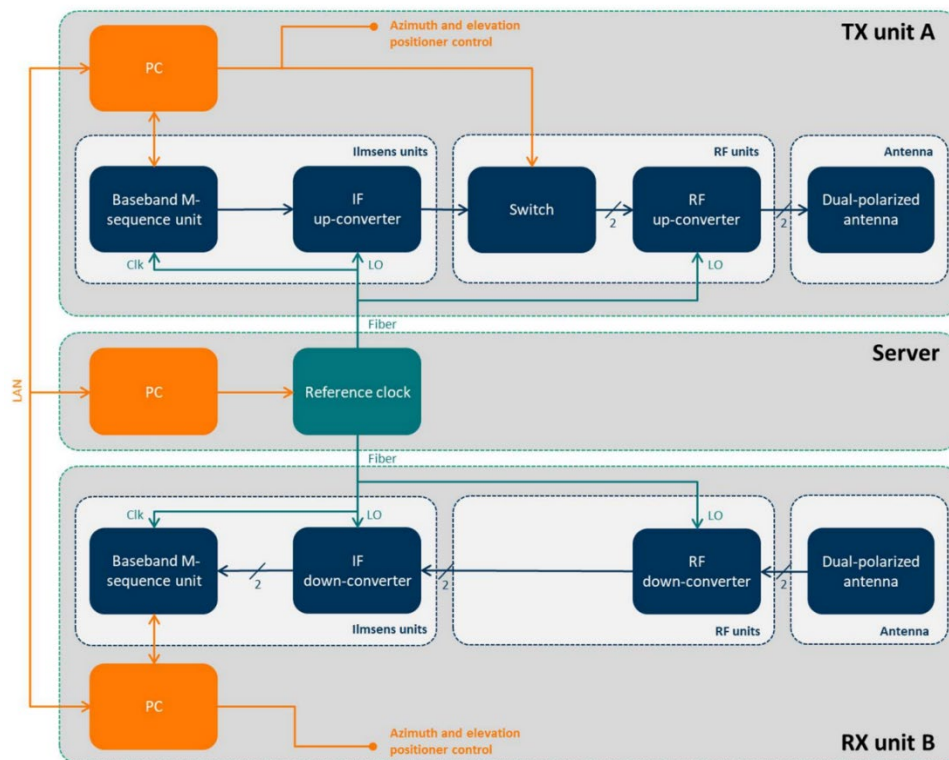 Azimuth and elevation
positioner control
TX unit A
PC
Ilmsens units
RF units
Antenna
Baseband M-
sequence unit
IF
up-converter
Switch
2
RF
up-converter
2
Dual-polarized
antenna
Clk
LO
LO
Fiber
Server
LAN
PC
Reference clock
Fiber
Clk
LO
LO
Baseband M-
sequence unit
2
IF
down-converter
2
RF
down-converter
2
Dual-polarized
antenna
Ilmsens units
RF units
Antenna
PC
Azimuth and elevation
positioner control
RX unit B